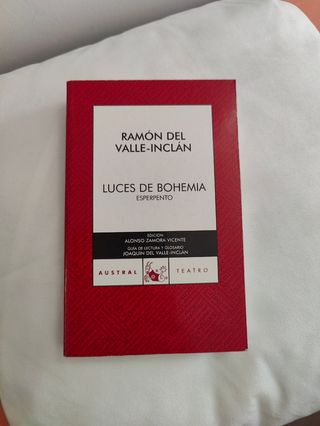 RAMÓN DEL
VALLE-INCLÁN
LUCES DE BOHEMIA
ESPERPENTO
EDICIÓN
ALONSO ZAMORA VICENTE
GUÍA DE LECTURA Y GLOSARIO
JOAQUÍN DEL VALLE-INCLÁN
AUSTRAL TEATRO